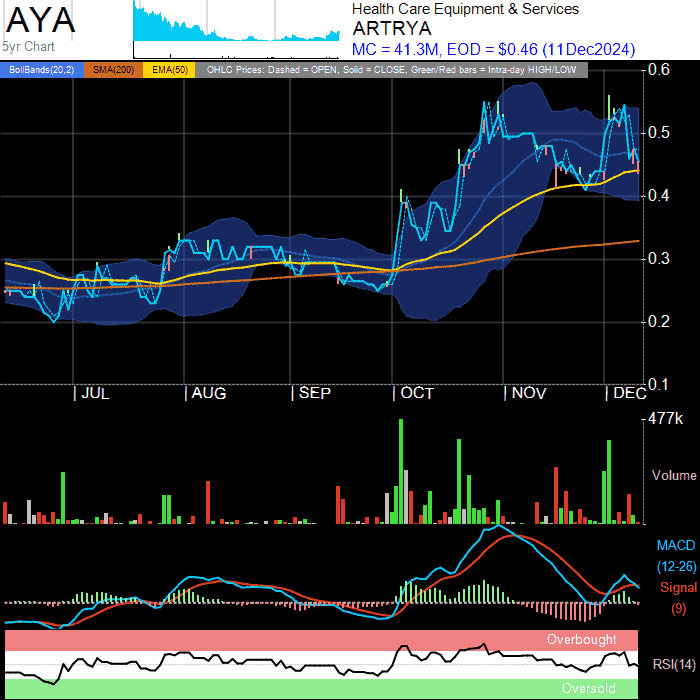 AYA
5yr Chart
Health Care Equipment & Services
ARTRYA
MC = 41.3M, EOD = $0.46 (11Dec2024)
BollBands(20,2) SMA(200) EMA(50) OHLC Prices: Dashed = OPEN, Solid = CLOSE, Green/Red bars = Intra-day HIGH/LOW
0.6
0.5
0.4
0.3
0.2
0.1
| JUL | AUG | SEP | OCT | NOV | DEC
477k
Volume
MACD
(12-26)
Signal
(9)
Overbought
RSI(14)
Oversold